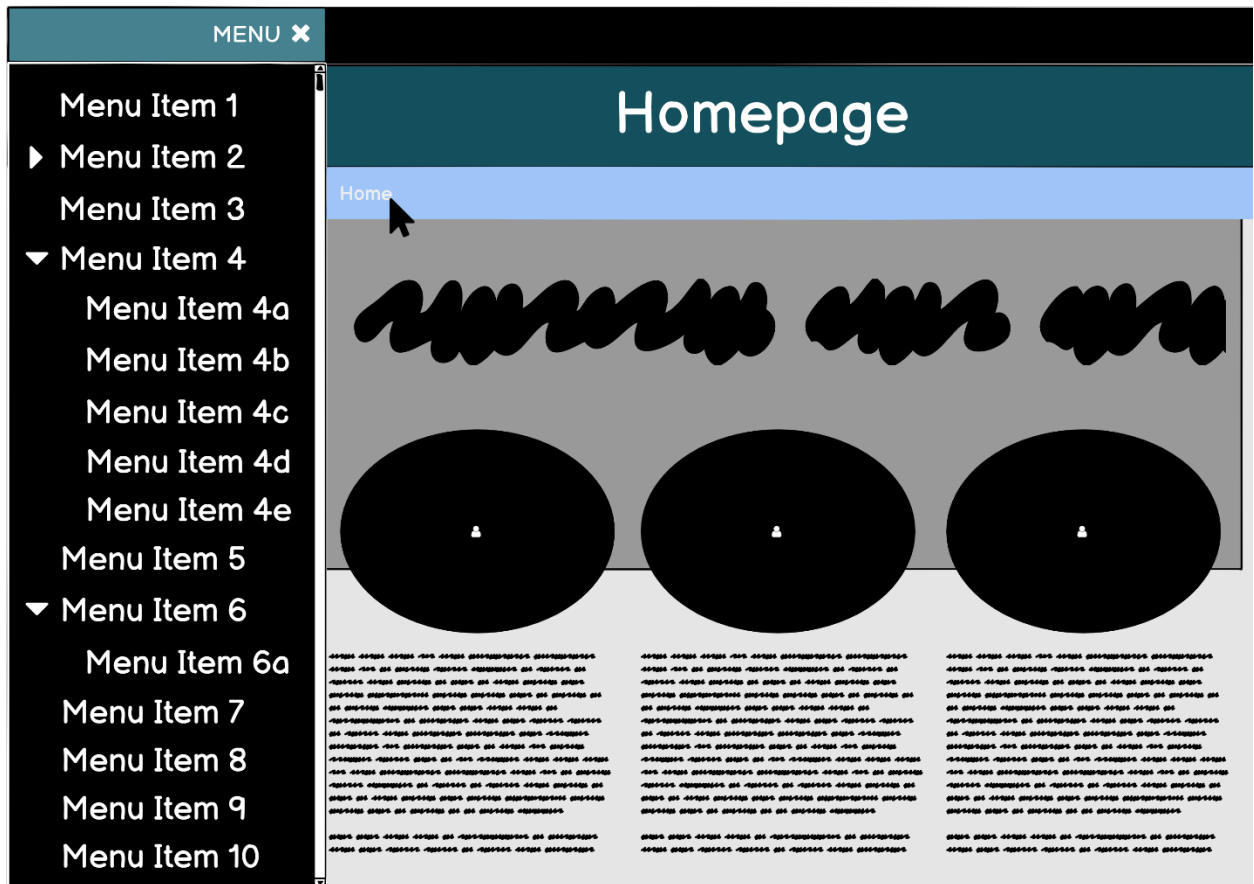 MENU
Homepage
Home
Menu Item 1
Menu Item 2
Menu Item 3
Menu Item 4
Menu Item 4a
Menu Item 4b
Menu Item 4c
Menu Item 4d
Menu Item 4e
Menu Item 5
Menu Item 6
Menu Item 6a
Menu Item 7
Menu Item 8
Menu Item 9
Menu Item 10